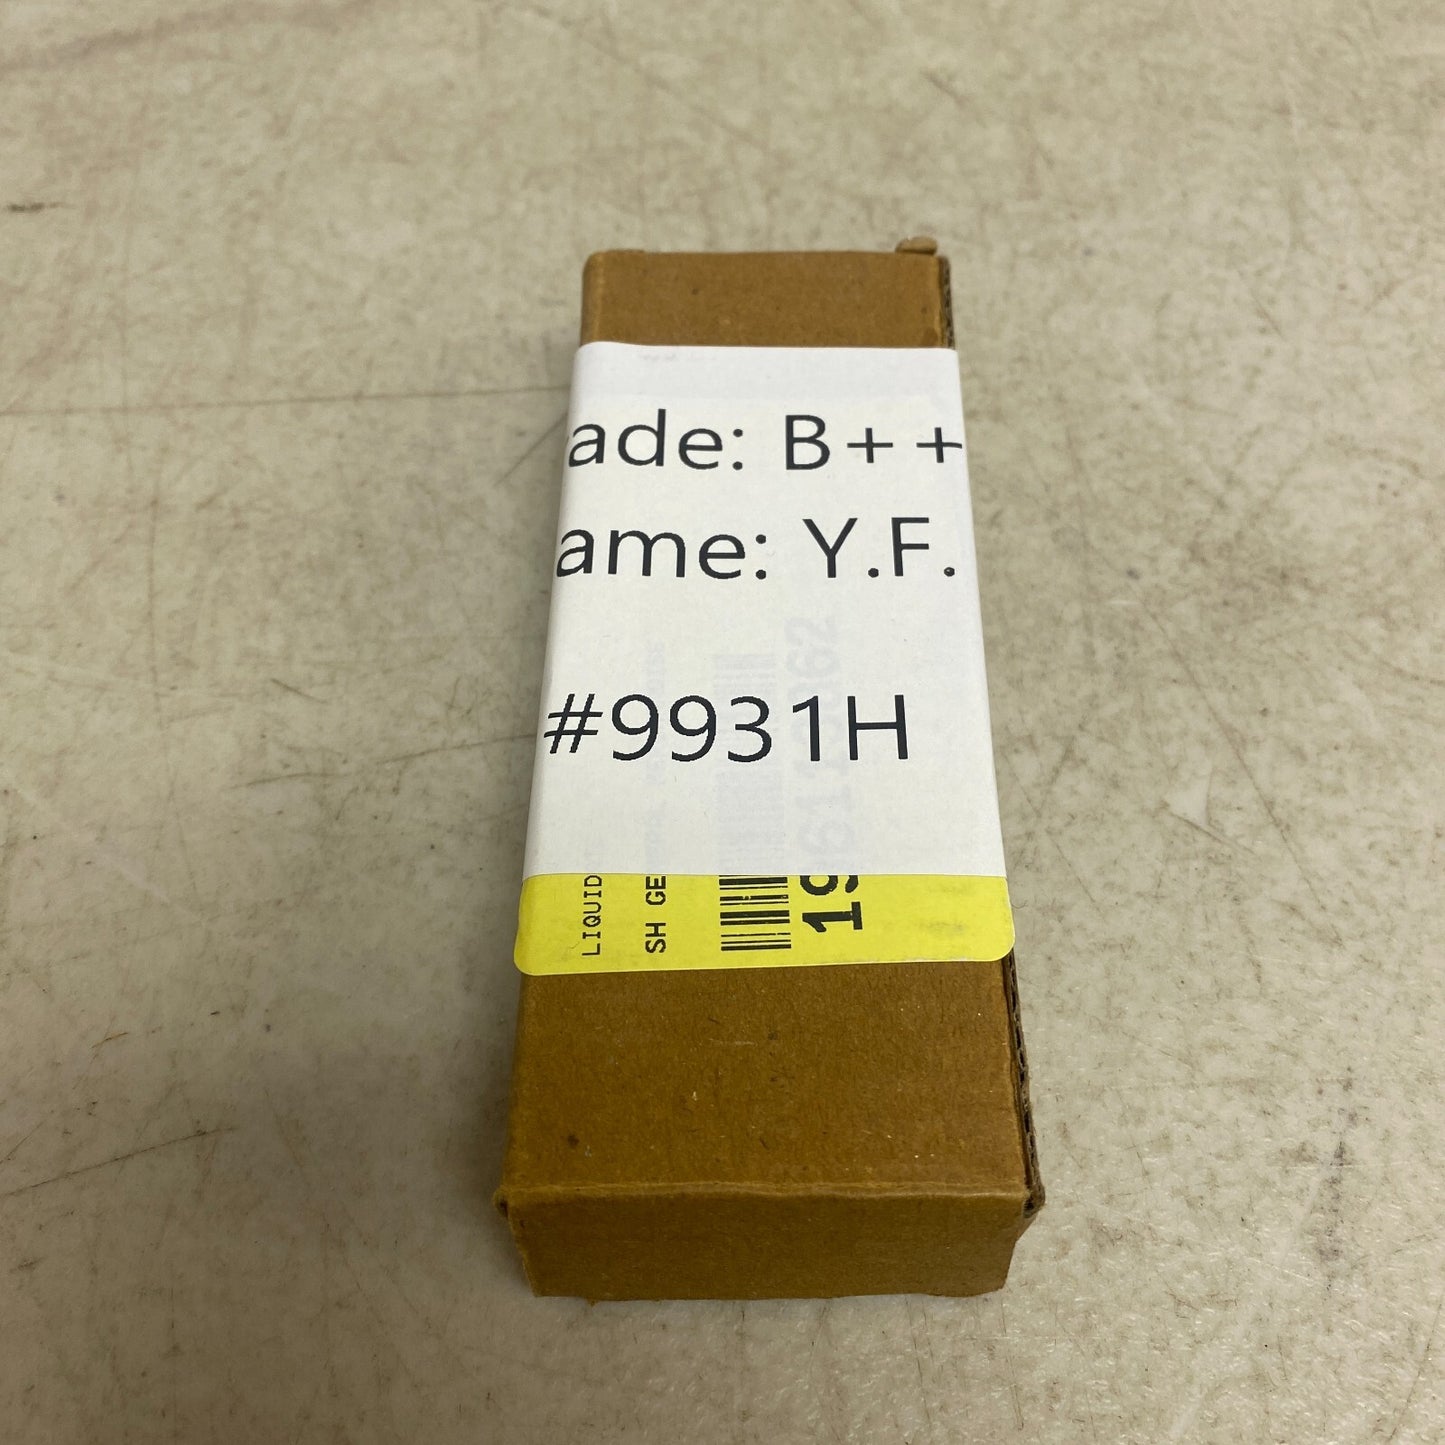 ade: B++
ame: Y.F.
#9931H
LIQUID
SH GE
19